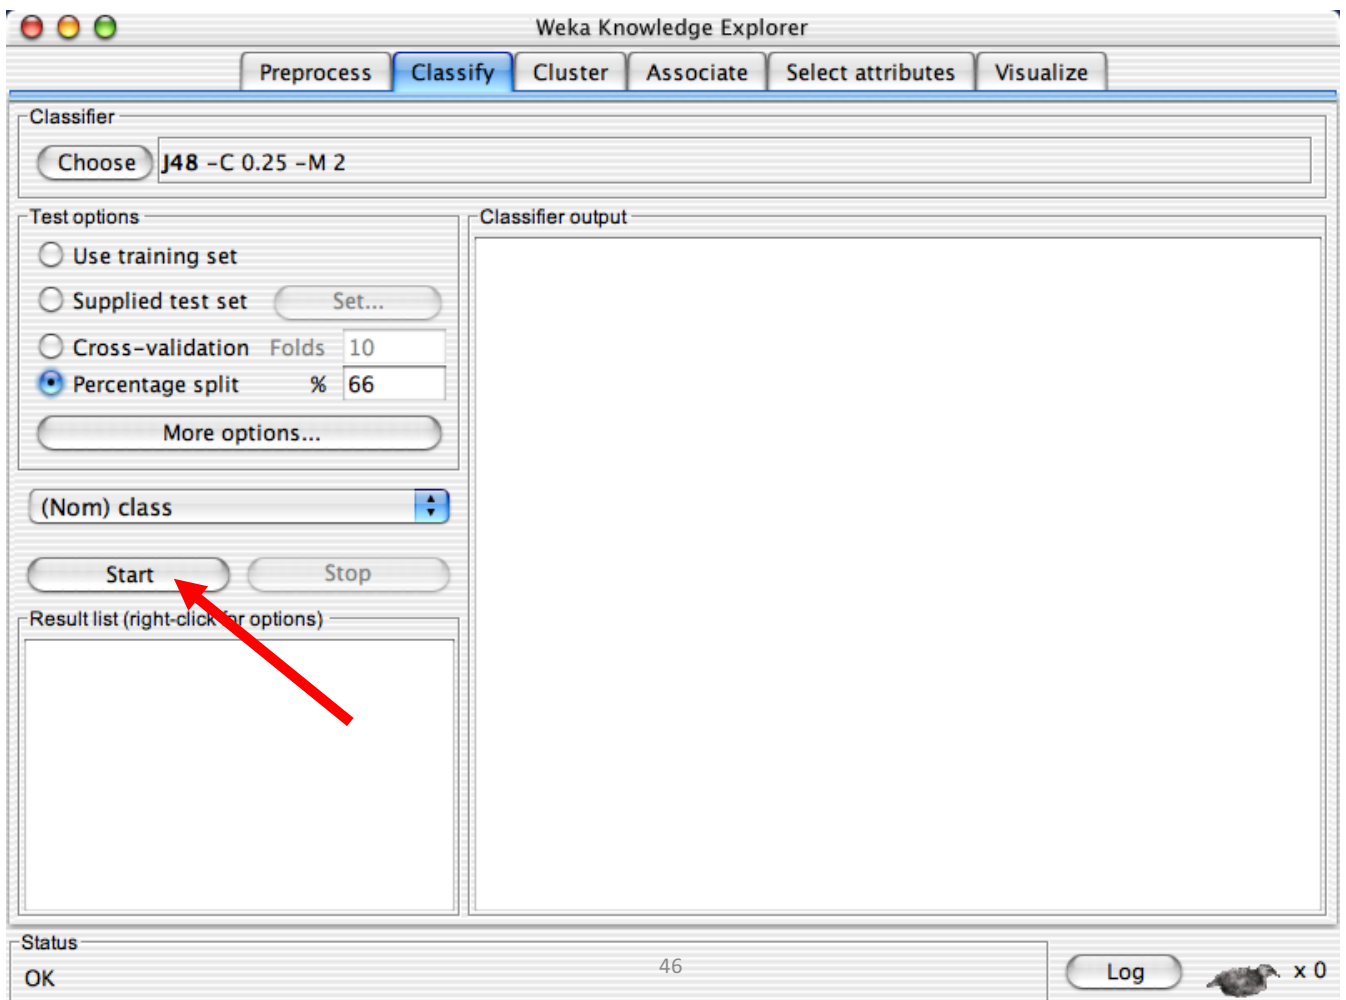 Weka Knowledge Explorer
Preprocess Classify Cluster Associate Select attributes Visualize
Classifier
Choose J48 -C 0.25 -M 2
Test options
Use training set
Supplied test set Set...
Cross-validation Folds 10
Percentage split % 66
More options...
(Nom) class
Start Stop
Result list (right-click for options)
Classifier output
Status
OK
46
Log x 0